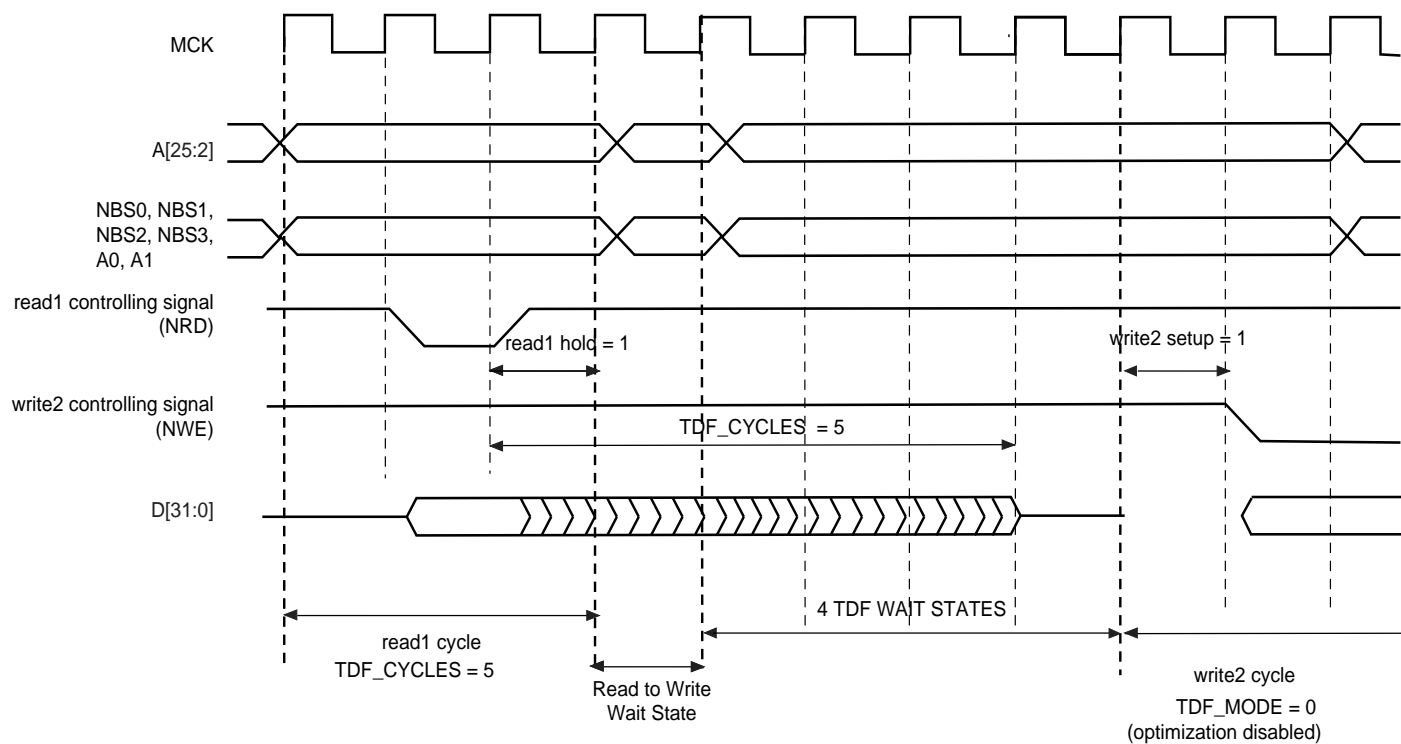 MCK
A[25:2]
NBS0, NBS1,
NBS2, NBS3,
A0, A1
read1 controlling signal
(NRD)
read1 hold = 1
write2 setup = 1
write2 controlling signal
(NWE)
TDF_CYCLES = 5
D[31:0]
4 TDF WAIT STATES
read1 cycle
TDF_CYCLES = 5
Read to Write
Wait State
write2 cycle
TDF_MODE = 0
(optimization disabled)